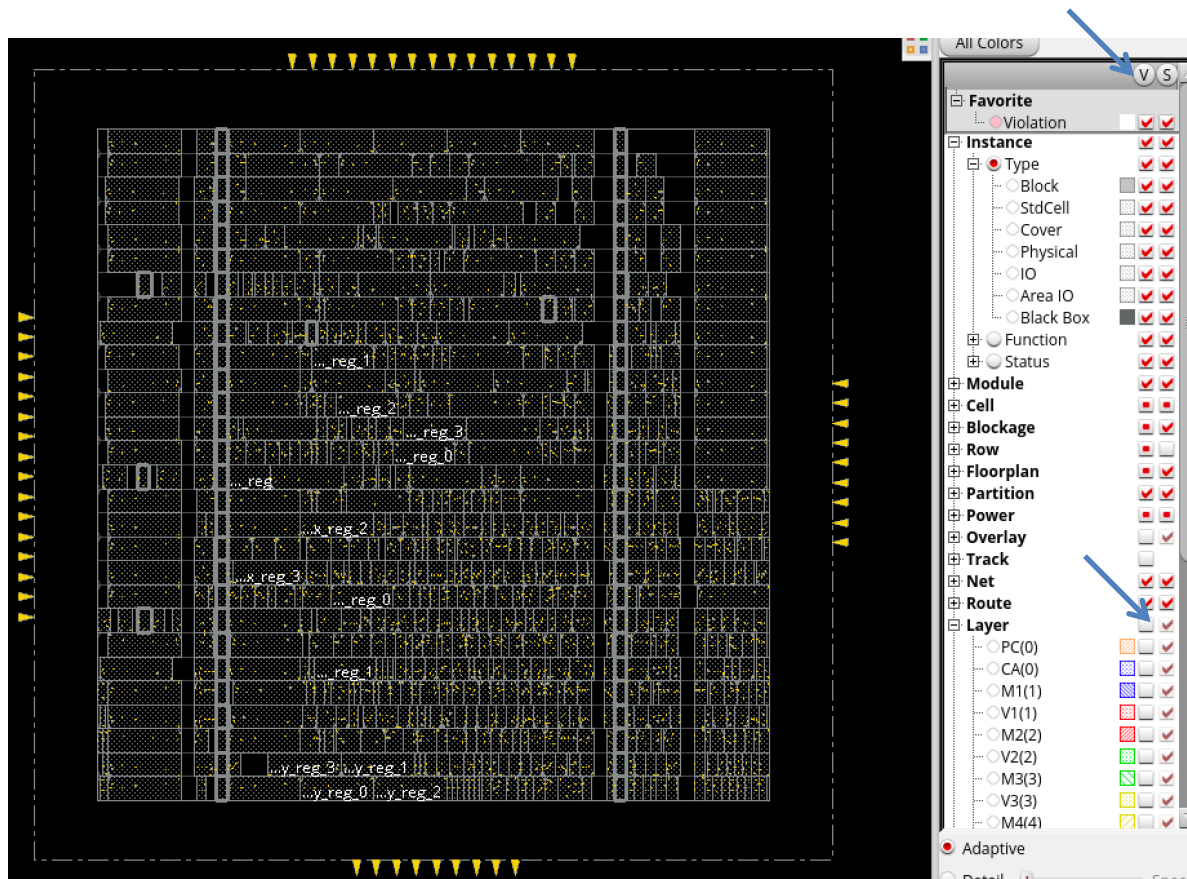 All Colors
V S
Favorite
Violation
Instance
Type
Block
StdCell
Cover
Physical
IO
Area IO
Black Box
Function
Status
Module
Cell
Blockage
Row
Floorplan
Partition
Power
Overlay
Track
Net
Route
Layer
PC(0)
CA(0)
M1(1)
V1(1)
M2(2)
V2(2)
M3(3)
V3(3)
M4(4)
Adaptive
Detail
..._reg_1
..._reg_2
..._reg_3
..._reg_0
..._reg
...x_reg_2
...x_reg_3
..._reg_0
..._reg_1
...y_reg_3 ...y_reg_1
...y_reg_0 ...y_reg_2